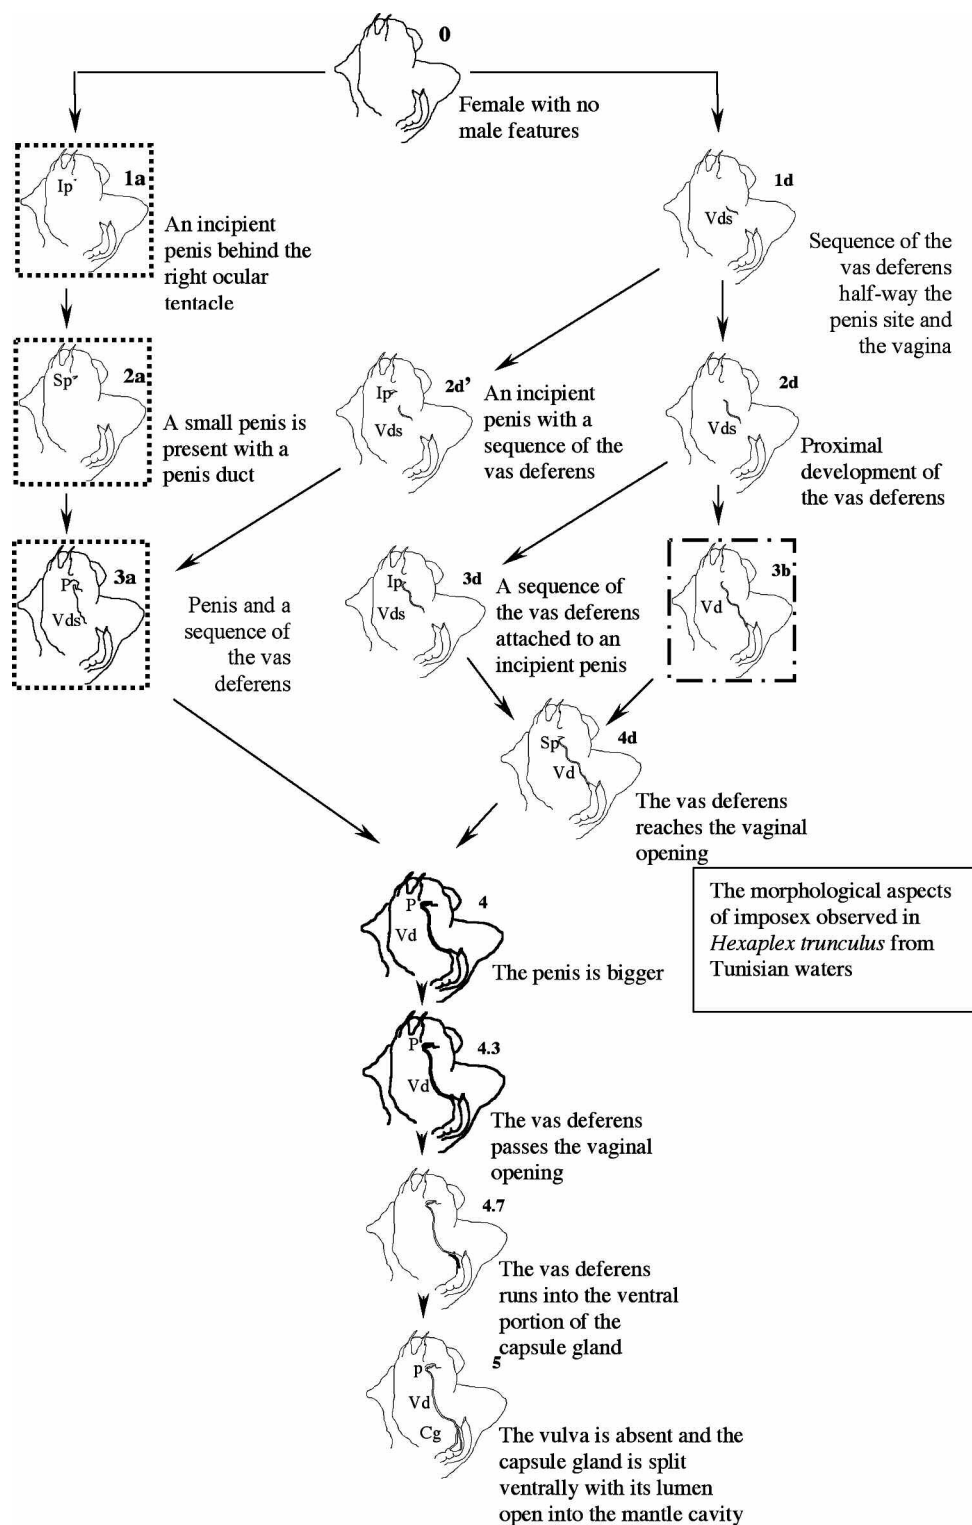 0
Female with no
male features
1a
Ip
An incipient
penis behind the
right ocular
tentacle
1d
Vds
Sequence of the
vas deferens
half-way the
penis site and
the vagina
2a
Sp
A small penis is
present with a
penis duct
2d’
Ip
Vds
An incipient
penis with a
sequence of the
vas deferens
2d
Vds
Proximal
development of
the vas deferens
3a
P
Vds
Penis and a
sequence of
the vas
deferens
3d
Ip
Vds
A sequence of
the vas deferens
attached to an
incipient penis
3b
Vd
4d
Sp
Vd
The vas deferens
reaches the vaginal
opening
4
P
Vd
The penis is bigger
The morphological aspects
of imposex observed in
Hexaplex trunculus from
Tunisian waters
4.3
P
Vd
The vas deferens
passes the vaginal
opening
4.7
The vas deferens
runs into the ventral
portion of the
capsule gland
5
p
Vd
Cg
The vulva is absent and the
capsule gland is split
ventrally with its lumen
open into the mantle cavity